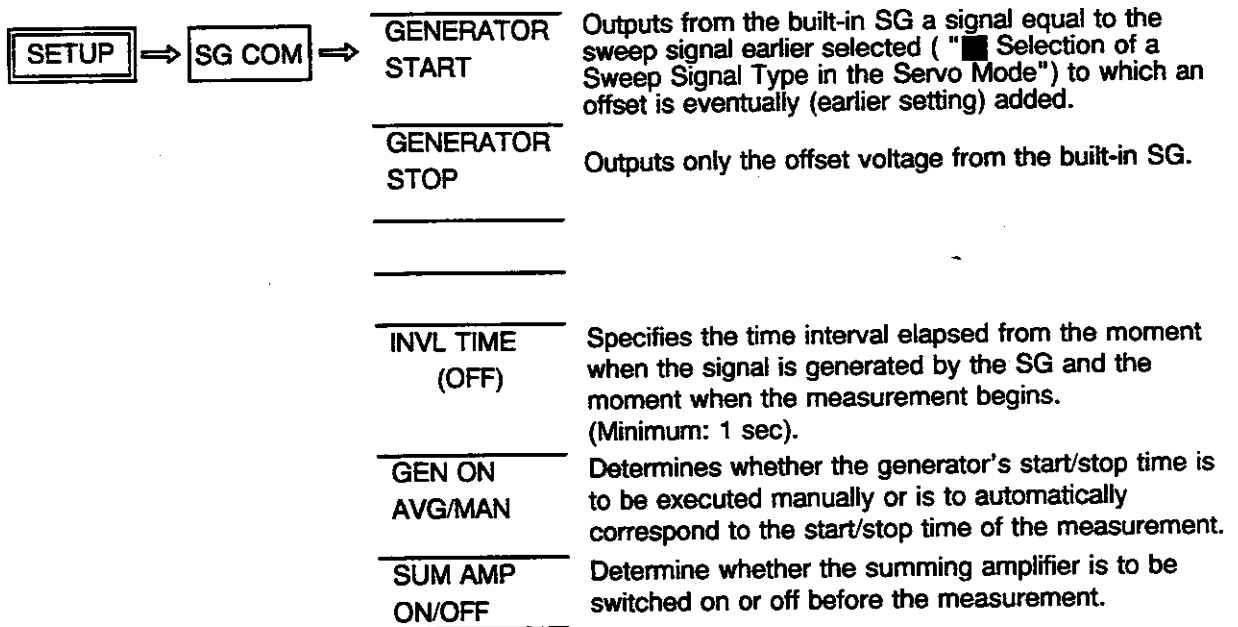 SETUP ⇒ SG COM ⇒
GENERATOR
START
Outputs from the built-in SG a signal equal to the
sweep signal earlier selected ( "■ Selection of a
Sweep Signal Type in the Servo Mode") to which an
offset is eventually (earlier setting) added.
GENERATOR
STOP
Outputs only the offset voltage from the built-in SG.
INVL TIME
(OFF)
Specifies the time interval elapsed from the moment
when the signal is generated by the SG and the
moment when the measurement begins.
(Minimum: 1 sec).
GEN ON
AVG/MAN
Determines whether the generator's start/stop time is
to be executed manually or is to automatically
correspond to the start/stop time of the measurement.
SUM AMP
ON/OFF
Determine whether the summing amplifier is to be
switched on or off before the measurement.